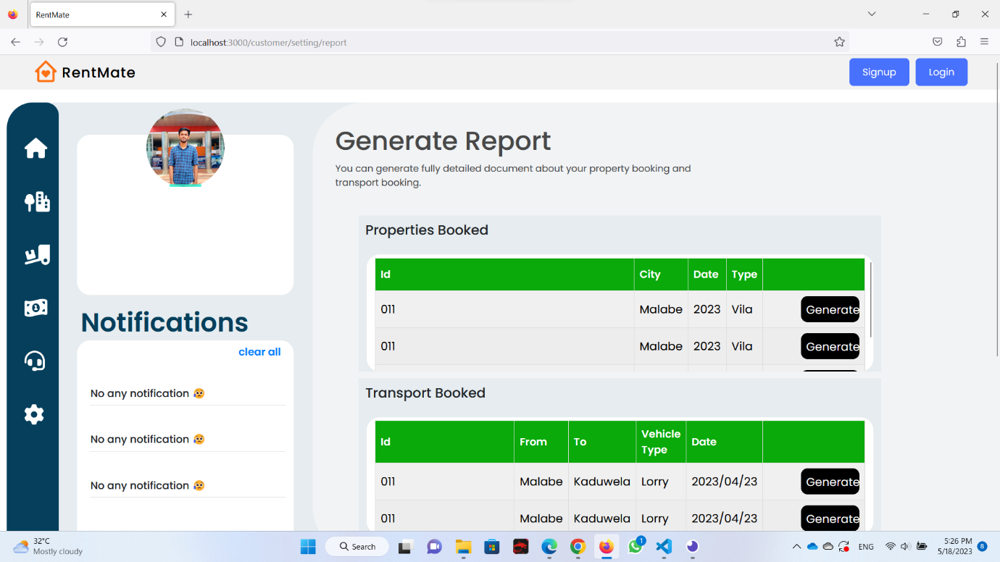 RentMate
localhost:3000/customer/setting/report
RentMate
Signup
Login
Generate Report
You can generate fully detailed document about your property booking and
transport booking.
Properties Booked
Id City Date Type
011 Malabe 2023 Vila Generate
011 Malabe 2023 Vila Generate
Notifications
clear all
No any notification 😥
No any notification 😥
No any notification 😥
Transport Booked
Id From To Vehicle Type Date
011 Malabe Kaduwela Lorry 2023/04/23 Generate
011 Malabe Kaduwela Lorry 2023/04/23 Generate
32°C
Mostly cloudy
Search
1
ENG
5:26 PM
5/18/2023
8